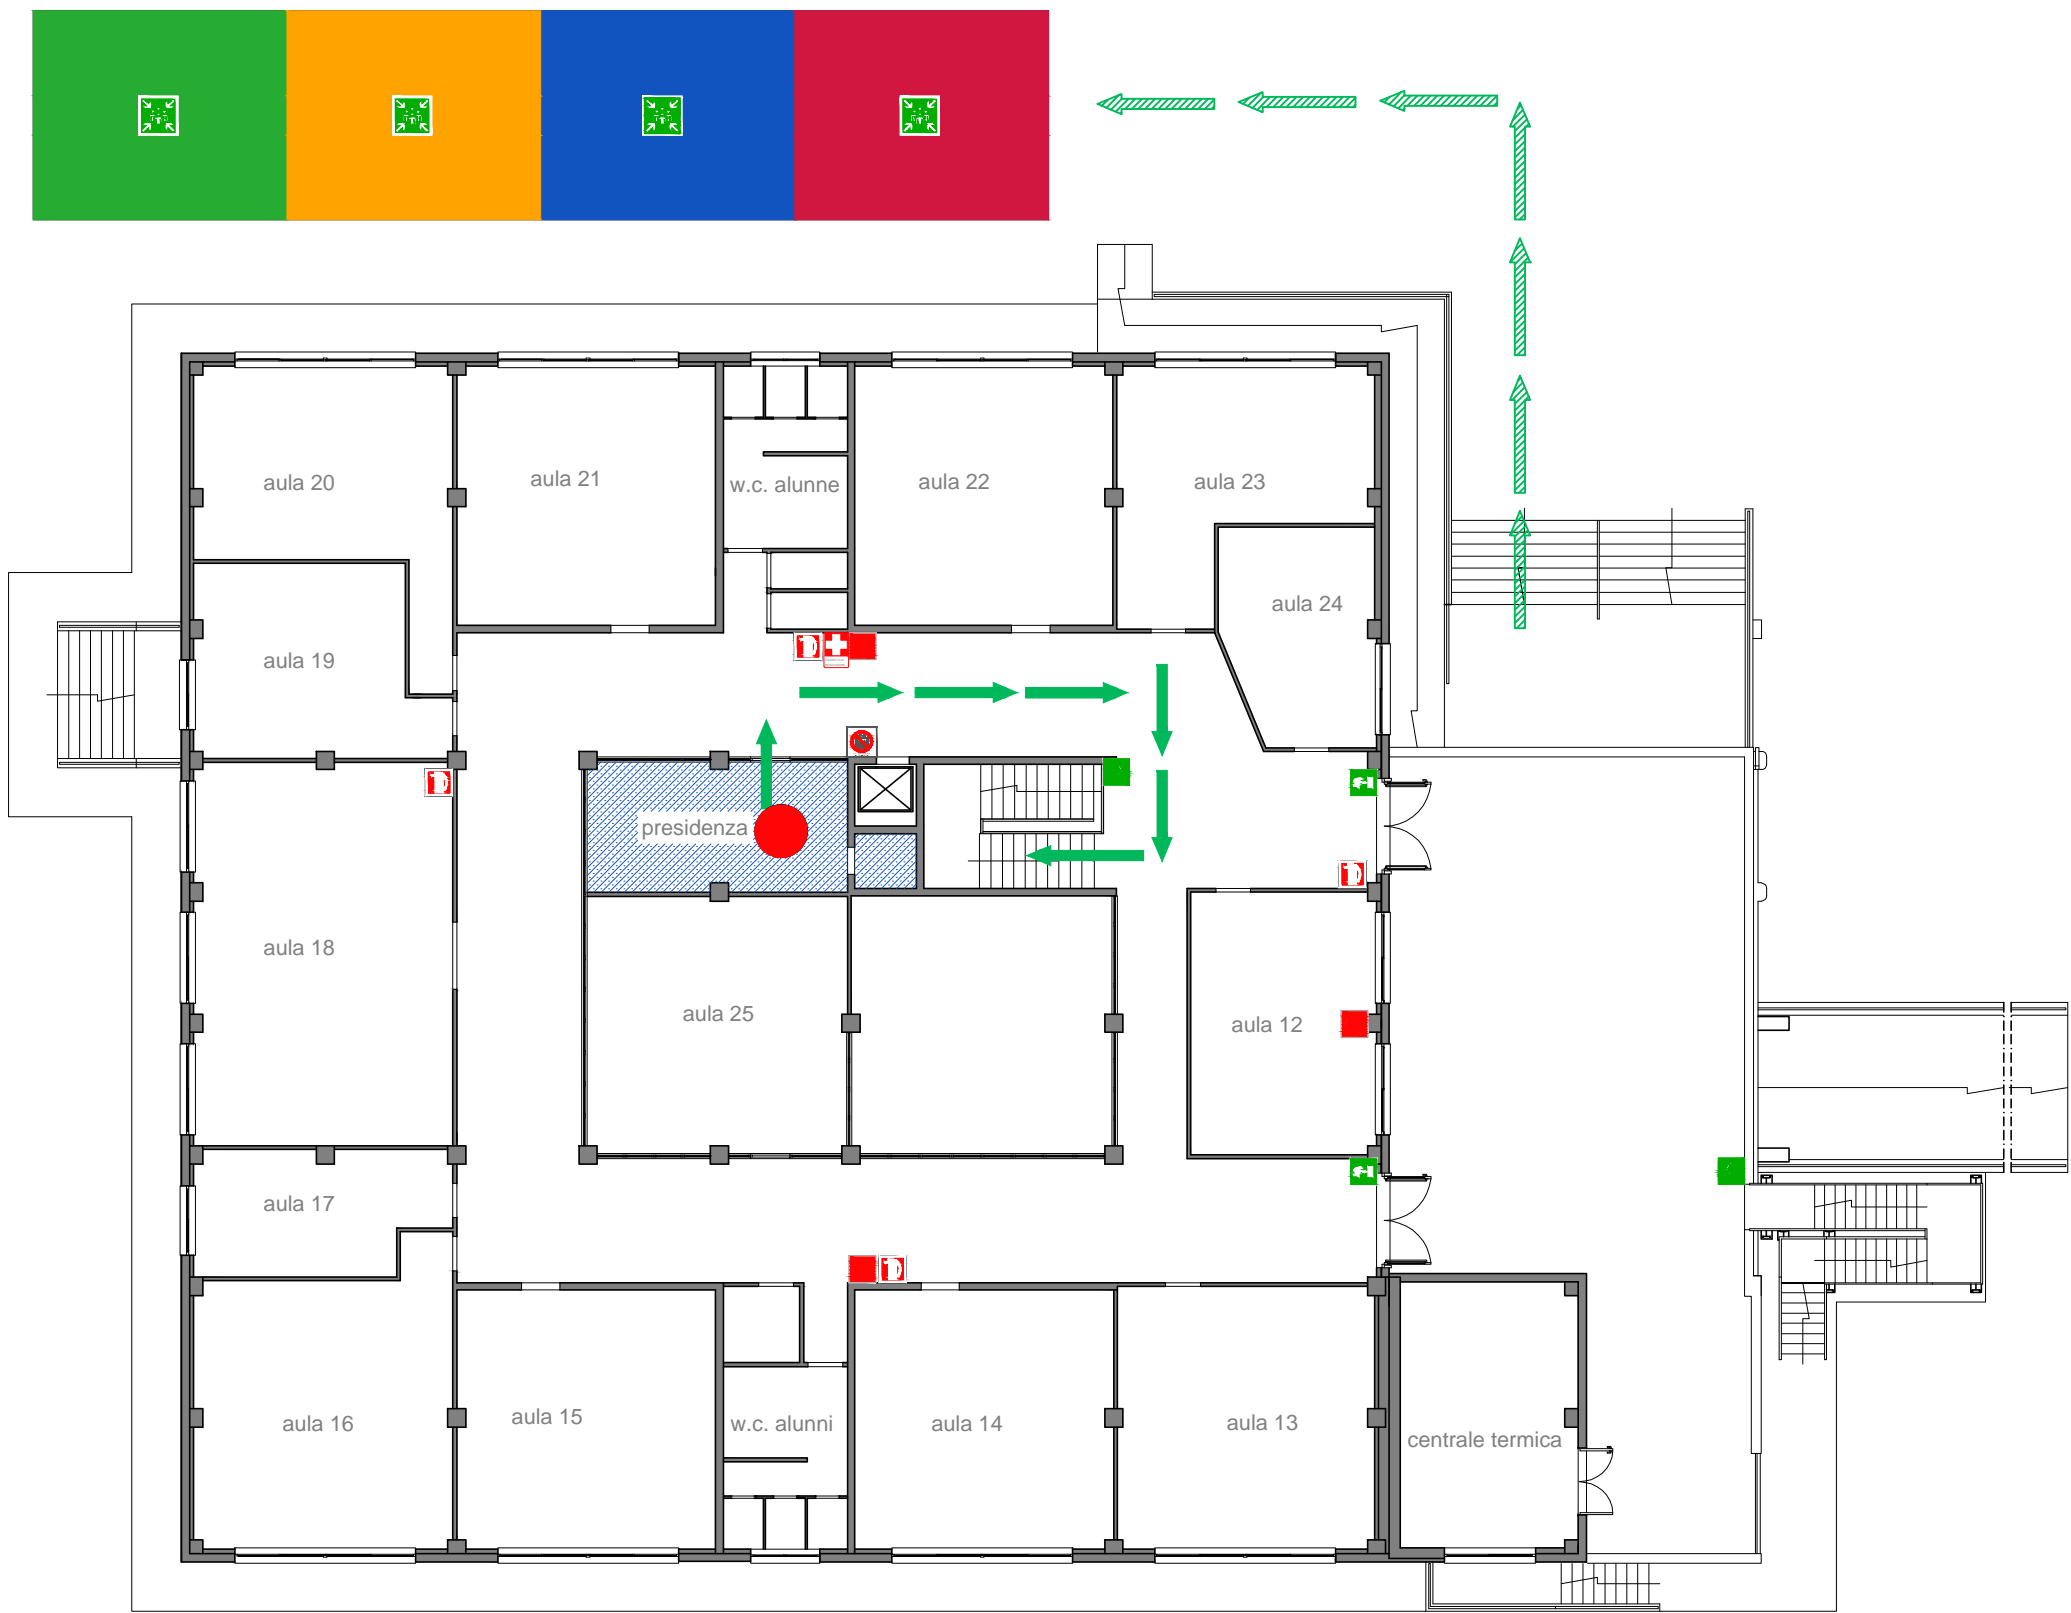 aula 20
aula 21
w.c. alunne
aula 22
aula 23
aula 24
aula 19
presidenza
aula 18
aula 25
aula 12
aula 17
aula 16
aula 15
w.c. alunni
aula 14
aula 13
centrale termica